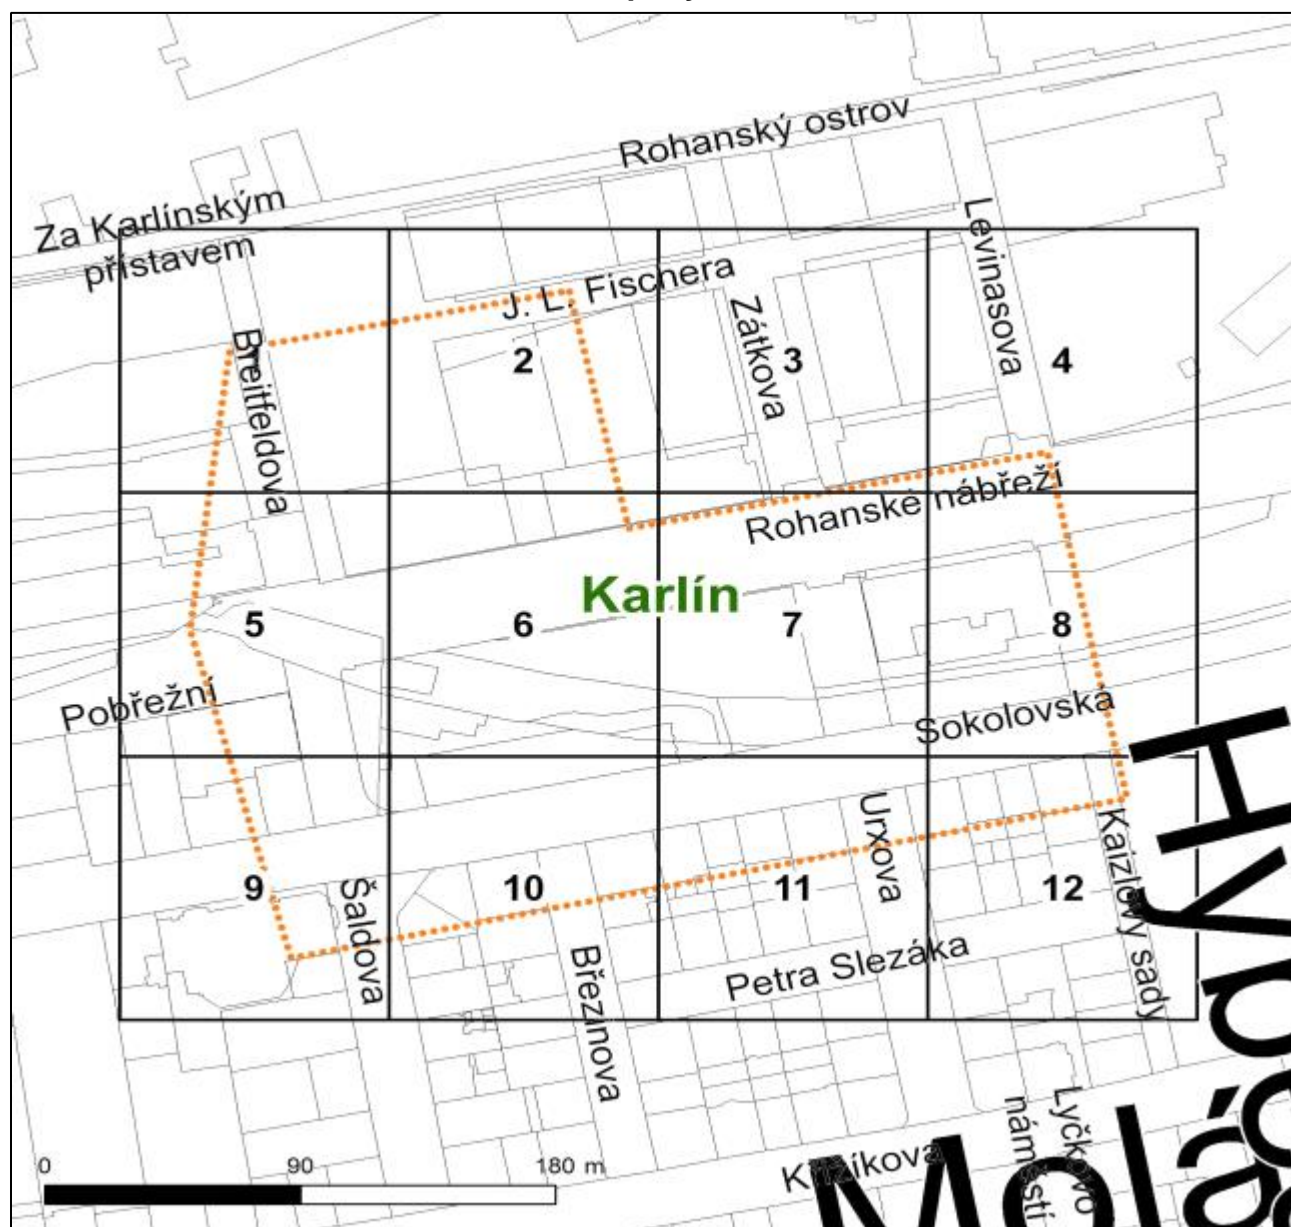 Rohanský ostrov
Za Karlínským
přístavem
Levinasova
J. L. Fischera
Zátkova
Breitfeldova
2
3
4
Rohanské nábřeží
Karlín
5
6
7
8
Pobřežní
Sokolovská
Urxova
Kaizlovy sady
9
Šaldova
10
11
12
Březinova
Petra Slezáka
Lyčkovo
náměstí
Křižíkova
0 90 180 m